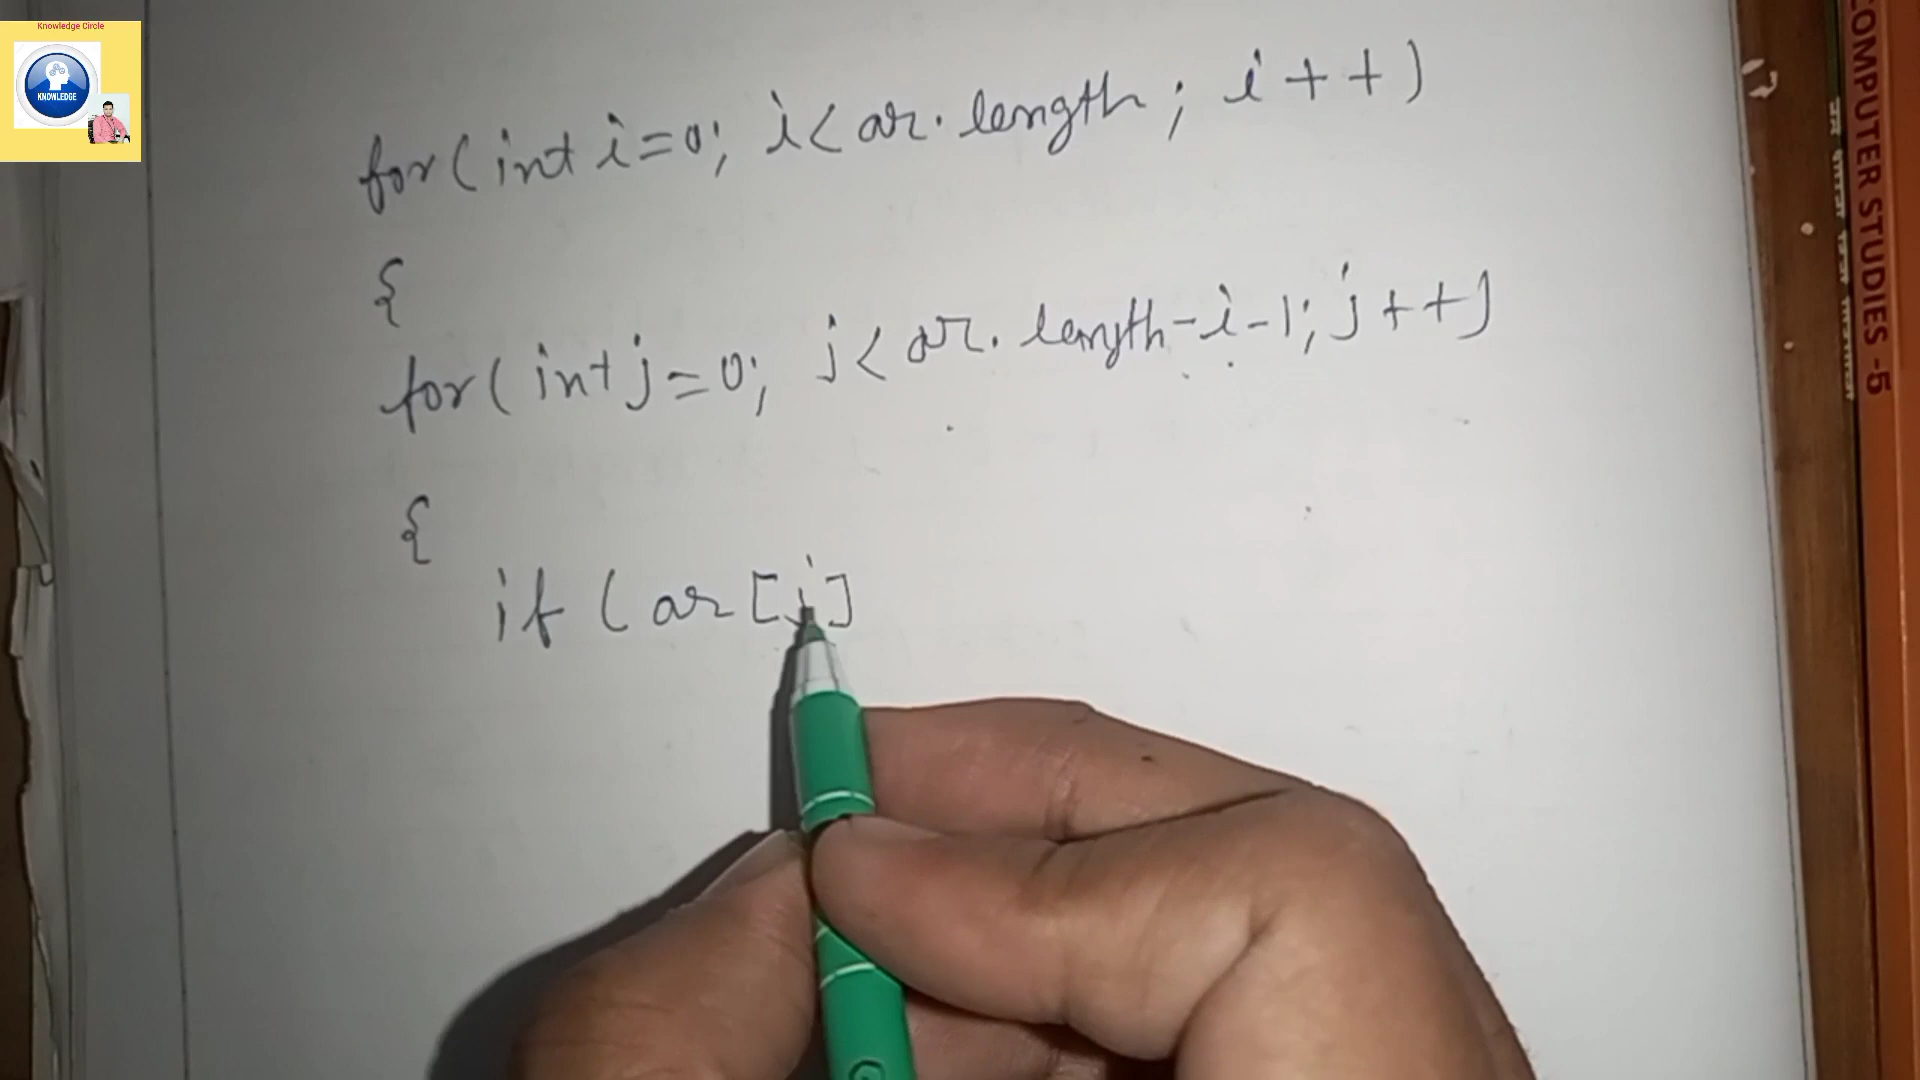 Knowledge Circle
KNOWLEDGE
for(int i=0; i<ar.length; i++)
{
for(int j=0; j<ar.length-i-1; j++)
{
if (ar[j]
COMPUTER STUDIES -5